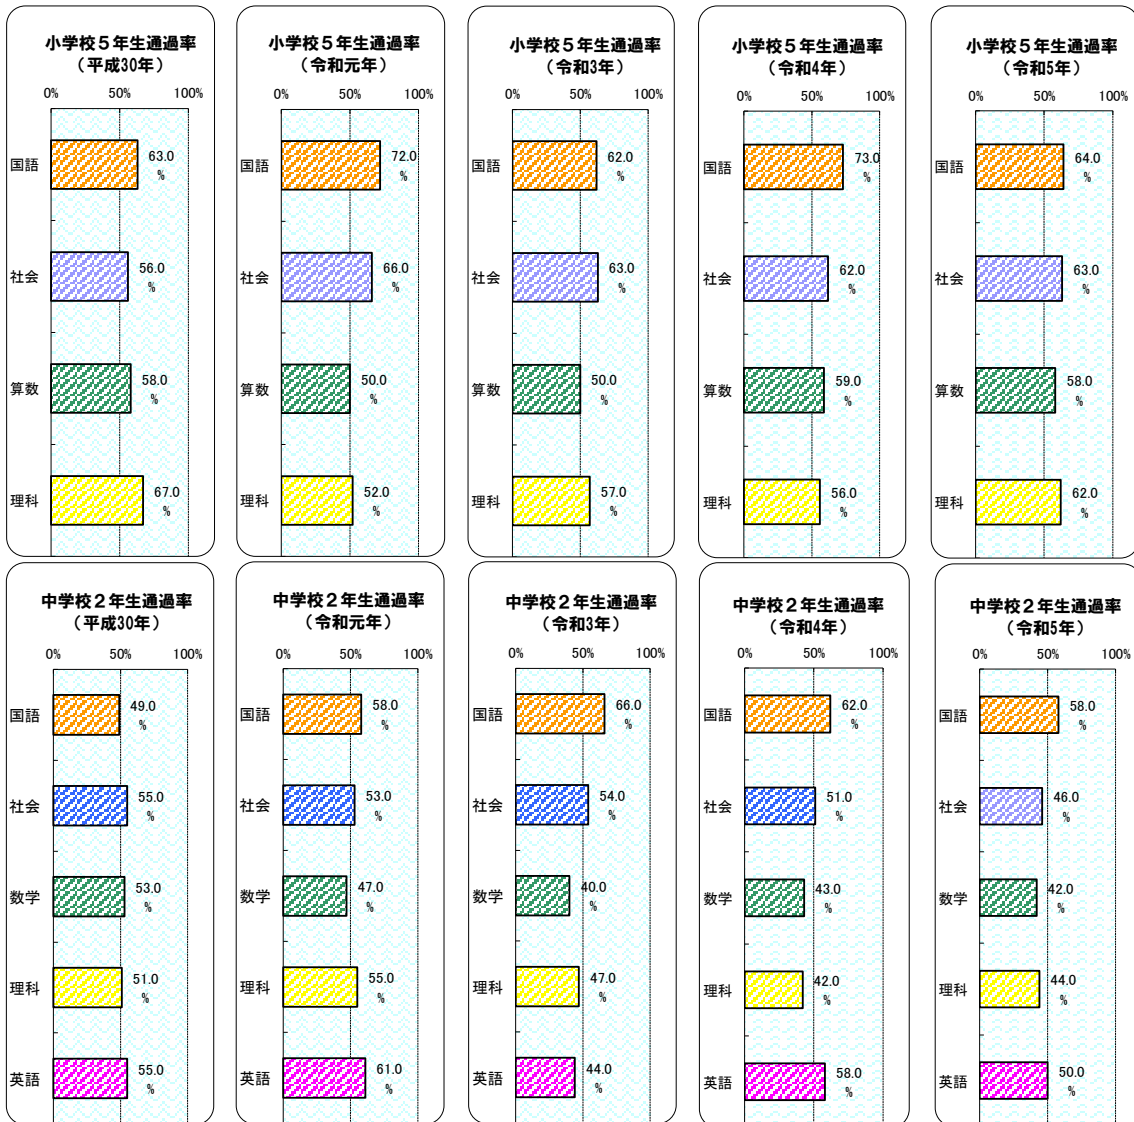 小学校５年生通過率
（平成30年）
0% 50% 100%
国語 63.0
%
社会 56.0
%
算数 58.0
%
理科 67.0
%
小学校５年生通過率
（令和元年）
0% 50% 100%
国語 72.0
%
社会 66.0
%
算数 50.0
%
理科 52.0
%
小学校５年生通過率
（令和3年）
0% 50% 100%
国語 62.0
%
社会 63.0
%
算数 50.0
%
理科 57.0
%
小学校５年生通過率
（令和4年）
0% 50% 100%
国語 73.0
%
社会 62.0
%
算数 59.0
%
理科 56.0
%
小学校５年生通過率
（令和5年）
0% 50% 100%
国語 64.0
%
社会 63.0
%
算数 58.0
%
理科 62.0
%
中学校２年生通過率
（平成30年）
0% 50% 100%
国語 49.0
%
社会 55.0
%
数学 53.0
%
理科 51.0
%
英語 55.0
%
中学校２年生通過率
（令和元年）
0% 50% 100%
国語 58.0
%
社会 53.0
%
数学 47.0
%
理科 55.0
%
英語 61.0
%
中学校２年生通過率
（令和3年）
0% 50% 100%
国語 66.0
%
社会 54.0
%
数学 40.0
%
理科 47.0
%
英語 44.0
%
中学校２年生通過率
（令和4年）
0% 50% 100%
国語 62.0
%
社会 51.0
%
数学 43.0
%
理科 42.0
%
英語 58.0
%
中学校２年生通過率
（令和5年）
0% 50% 100%
国語 58.0
%
社会 46.0
%
数学 42.0
%
理科 44.0
%
英語 50.0
%